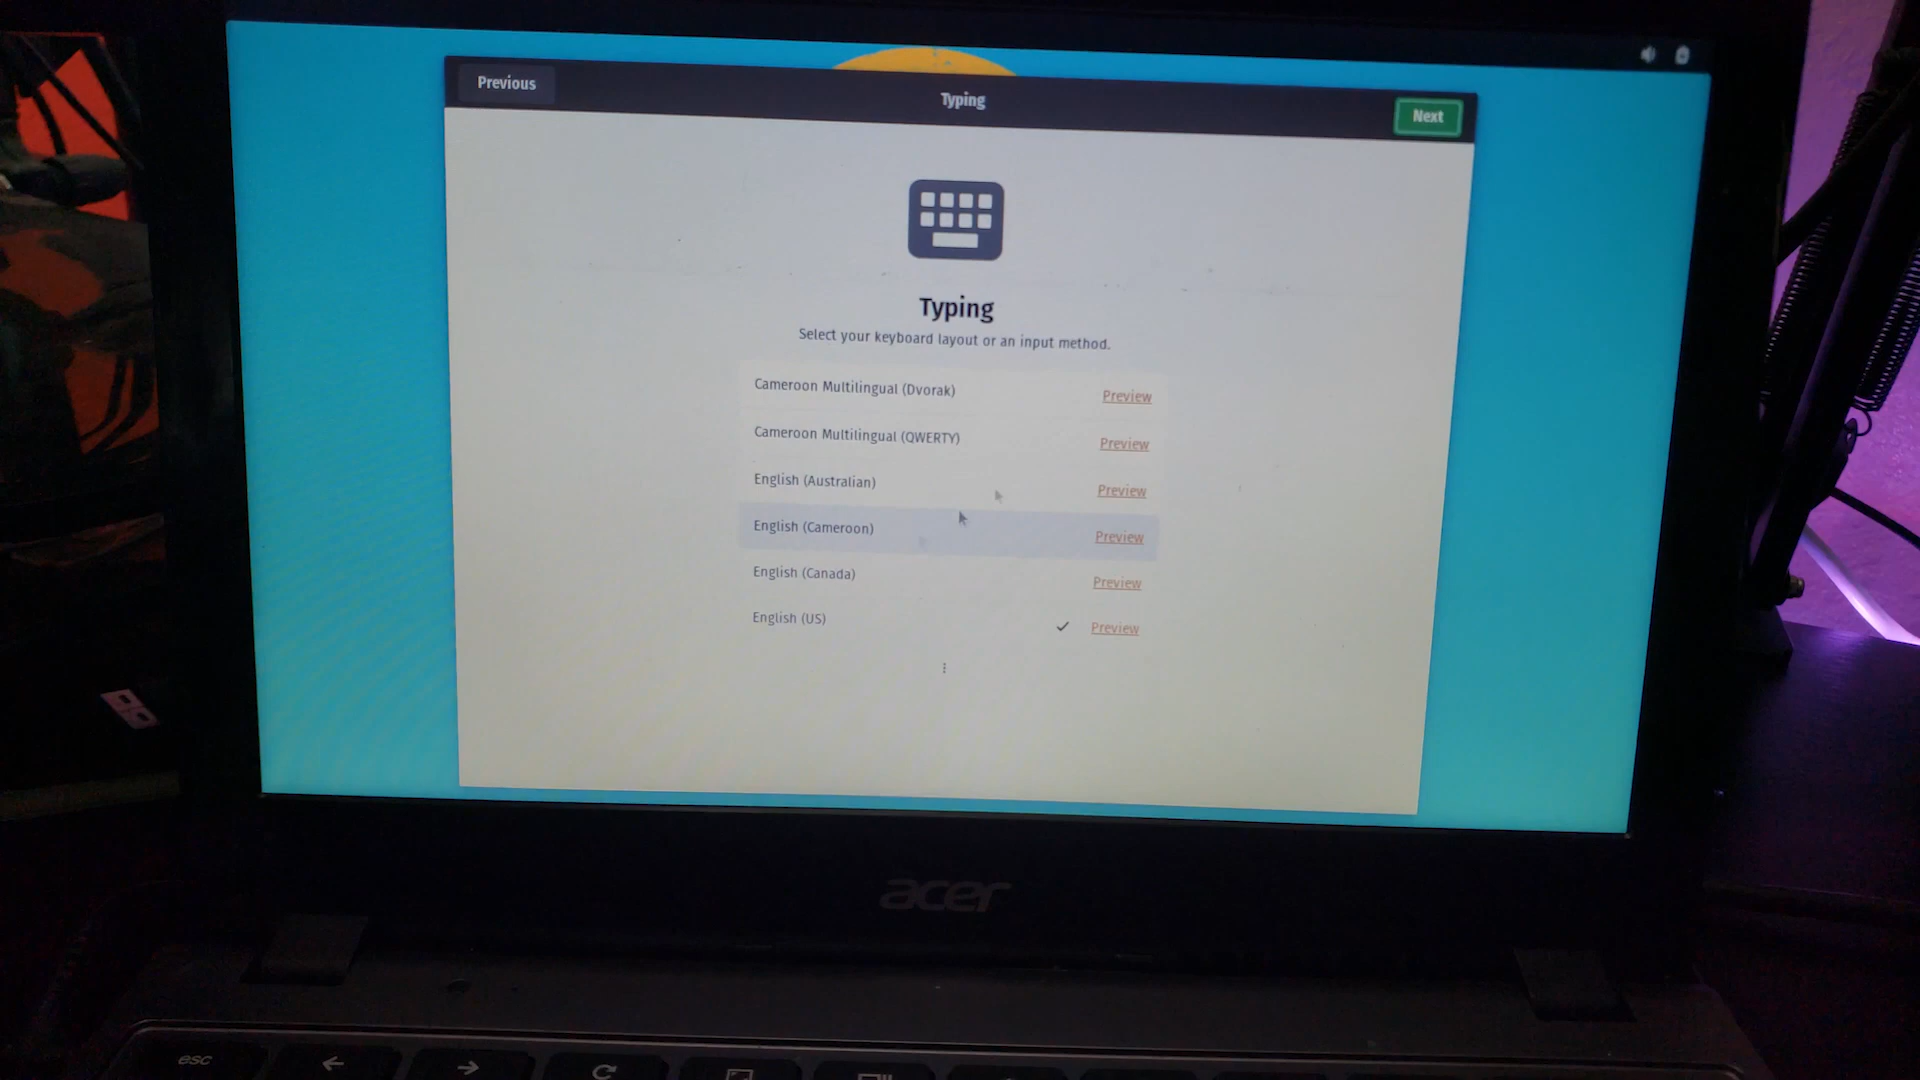 Previous
Typing
Next
Typing
Select your keyboard layout or an input method.
Cameroon Multilingual (Dvorak) Preview
Cameroon Multilingual (QWERTY) Preview
English (Australian) Preview
English (Cameroon) Preview
English (Canada) Preview
English (US) Preview
acer
esc